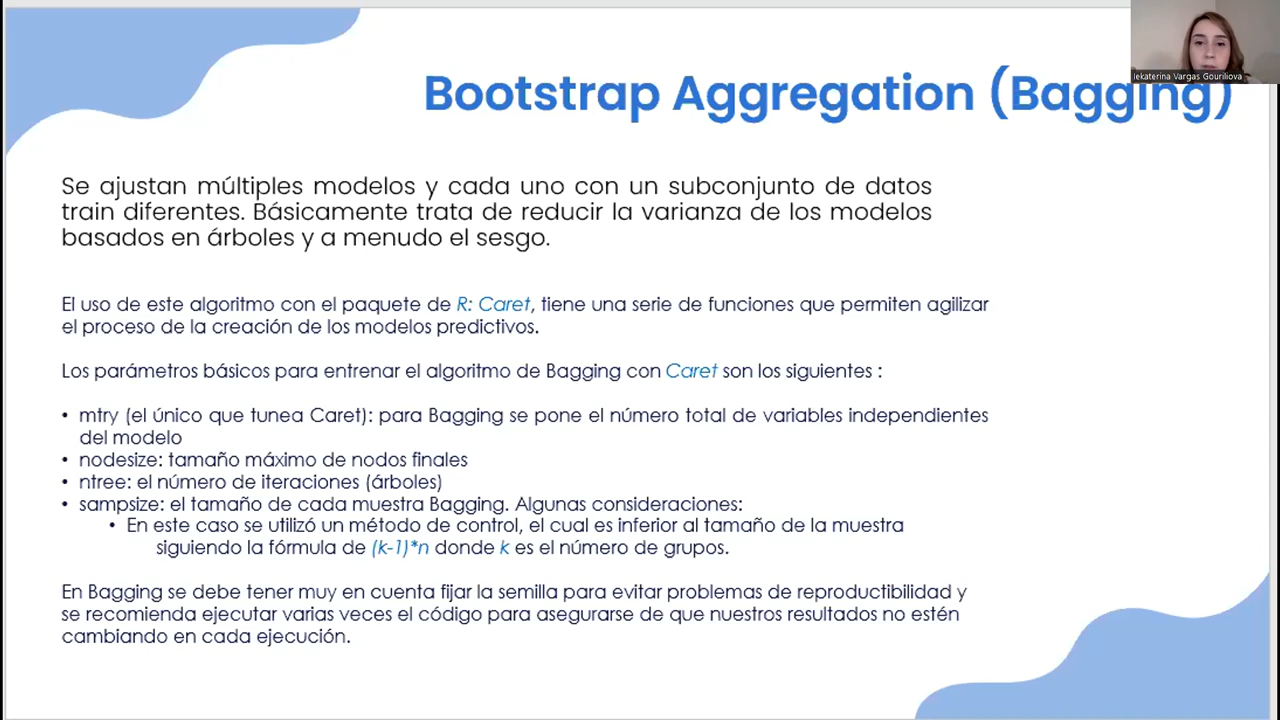 Iekaterina Vargas Gouriliova
Bootstrap Aggregation (Bagging)
Se ajustan múltiples modelos y cada uno con un subconjunto de datos
train diferentes. Básicamente trata de reducir la varianza de los modelos
basados en árboles y a menudo el sesgo.
El uso de este algoritmo con el paquete de R: Caret, tiene una serie de funciones que permiten agilizar
el proceso de la creación de los modelos predictivos.
Los parámetros básicos para entrenar el algoritmo de Bagging con Caret son los siguientes :
• mtry (el único que tunea Caret): para Bagging se pone el número total de variables independientes
del modelo
• nodesize: tamaño máximo de nodos finales
• ntree: el número de iteraciones (árboles)
• sampsize: el tamaño de cada muestra Bagging. Algunas consideraciones:
• En este caso se utilizó un método de control, el cual es inferior al tamaño de la muestra
siguiendo la fórmula de (k-1)*n donde k es el número de grupos.
En Bagging se debe tener muy en cuenta fijar la semilla para evitar problemas de reproductibilidad y
se recomienda ejecutar varias veces el código para asegurarse de que nuestros resultados no estén
cambiando en cada ejecución.